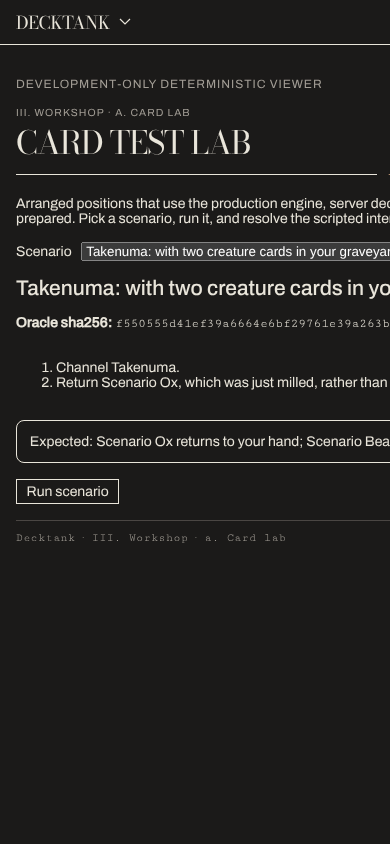 DECKTANK
DEVELOPMENT-ONLY DETERMINISTIC VIEWER
III. WORKSHOP · A. CARD LAB
CARD TEST LAB
Arranged positions that use the production engine, server dec
prepared. Pick a scenario, run it, and resolve the scripted inte
Scenario Takenuma: with two creature cards in your graveyar
Takenuma: with two creature cards in yo
Oracle sha256: f550555d41ef39a6664e6bf29761e39a263b
1. Channel Takenuma.
2. Return Scenario Ox, which was just milled, rather than
Expected: Scenario Ox returns to your hand; Scenario Bea
Run scenario
Decktank · III. Workshop · a. Card lab